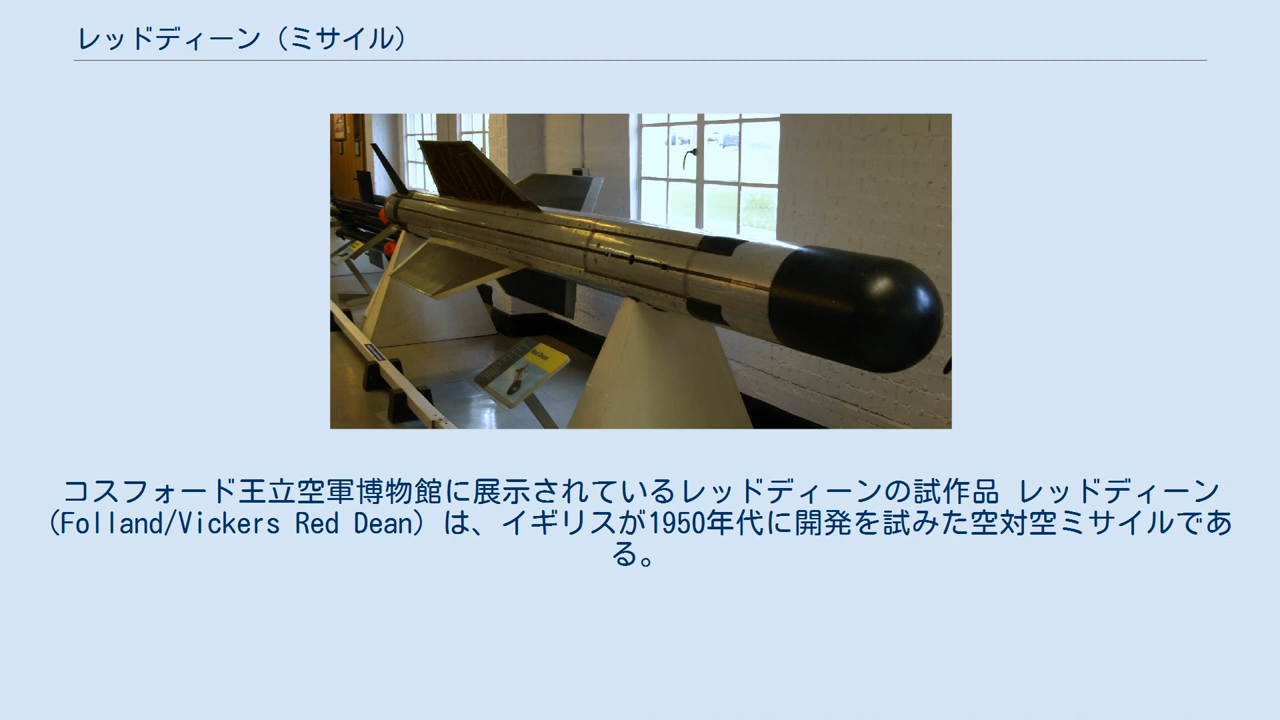 レッドディーン（ミサイル）
Red Dean
コスフォード王立空軍博物館に展示されているレッドディーンの試作品 レッドディーン
（Folland/Vickers Red Dean）は、イギリスが1950年代に開発を試みた空対空ミサイルであ
る。